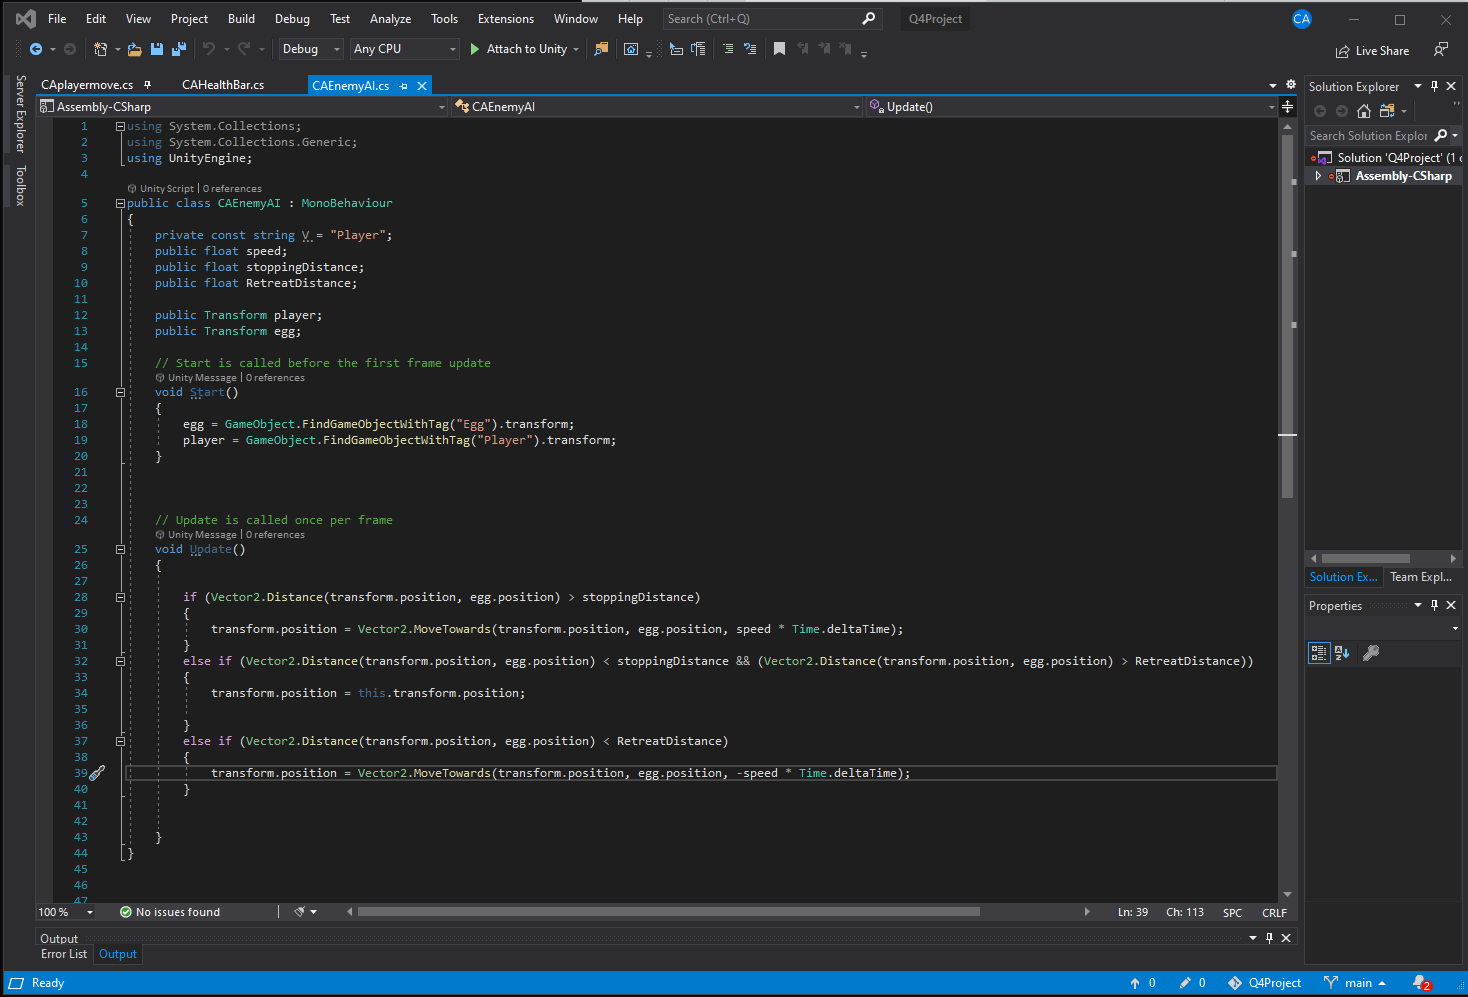 File Edit View Project Build Debug Test Analyze Tools Extensions Window Help Search (Ctrl+Q) Q4Project CA
Debug Any CPU Attach to Unity Live Share
Server Explorer
Toolbox
CAplayermove.cs CAHealthBar.cs CAEnemyAI.cs
Assembly-CSharp CAEnemyAI Update()
1 using System.Collections;
2 using System.Collections.Generic;
3 using UnityEngine;
4
Unity Script | 0 references
5 public class CAEnemyAI : MonoBehaviour
6 {
7 private const string V = "Player";
8 public float speed;
9 public float stoppingDistance;
10 public float RetreatDistance;
11
12 public Transform player;
13 public Transform egg;
14
15 // Start is called before the first frame update
Unity Message | 0 references
16 void Start()
17 {
18 egg = GameObject.FindGameObjectWithTag("Egg").transform;
19 player = GameObject.FindGameObjectWithTag("Player").transform;
20 }
21
22
23
24 // Update is called once per frame
Unity Message | 0 references
25 void Update()
26 {
27
28 if (Vector2.Distance(transform.position, egg.position) > stoppingDistance)
29 {
30 transform.position = Vector2.MoveTowards(transform.position, egg.position, speed * Time.deltaTime);
31 }
32 else if (Vector2.Distance(transform.position, egg.position) < stoppingDistance && (Vector2.Distance(transform.position, egg.position) > RetreatDistance))
33 {
34 transform.position = this.transform.position;
35
36 }
37 else if (Vector2.Distance(transform.position, egg.position) < RetreatDistance)
38 {
39 transform.position = Vector2.MoveTowards(transform.position, egg.position, -speed * Time.deltaTime);
40 }
41
42
43 }
44 }
45
46
47
100 % No issues found Ln: 39 Ch: 113 SPC CRLF
Output
Error List Output
Solution Explorer
Search Solution Explor
Solution 'Q4Project' (1 c
Assembly-CSharp
Solution Ex... Team Expl...
Properties
Ready 0 0 Q4Project main 2